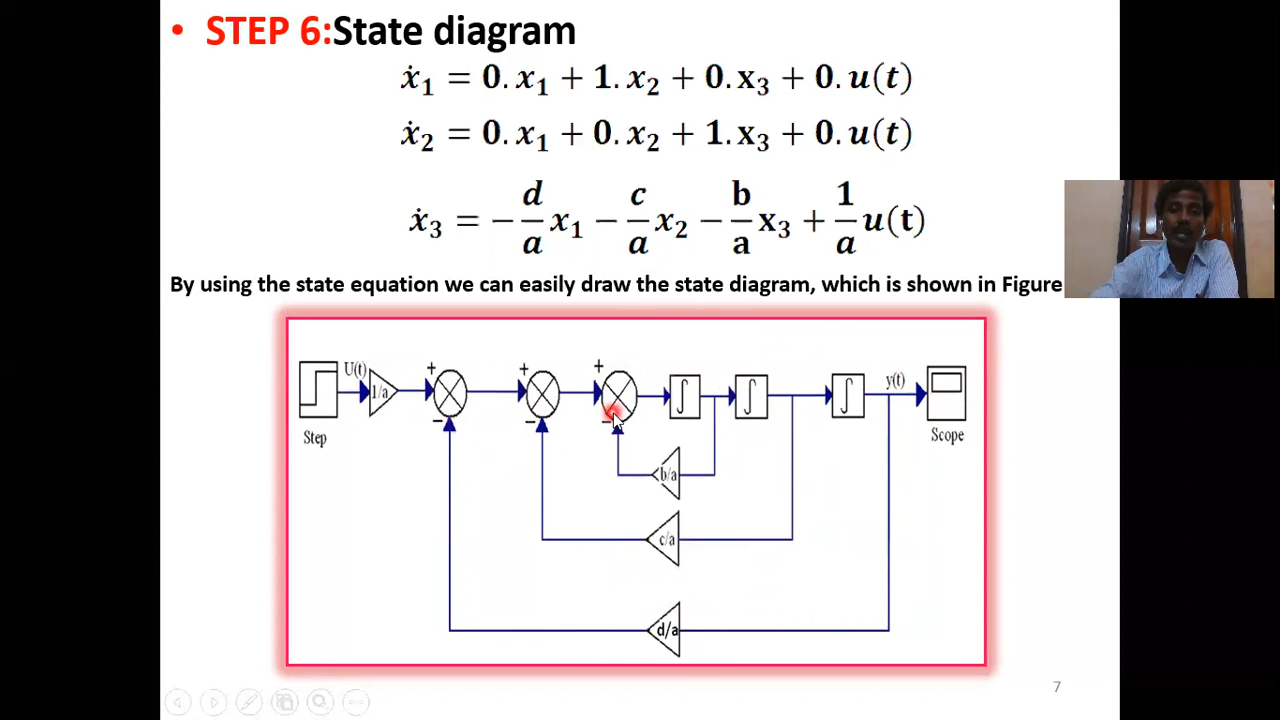 • STEP 6:State diagram
ẋ₁ = 0. x₁ + 1. x₂ + 0. x₃ + 0. u(t)
ẋ₂ = 0. x₁ + 0. x₂ + 1. x₃ + 0. u(t)
ẋ₃ = − d/a x₁ − c/a x₂ − b/a x₃ + 1/a u(t)
By using the state equation we can easily draw the state diagram, which is shown in Figure
U(t) 1/a + + + ∫ ∫ ∫ y(t)
− − −
Step Scope
b/a
c/a
d/a
7